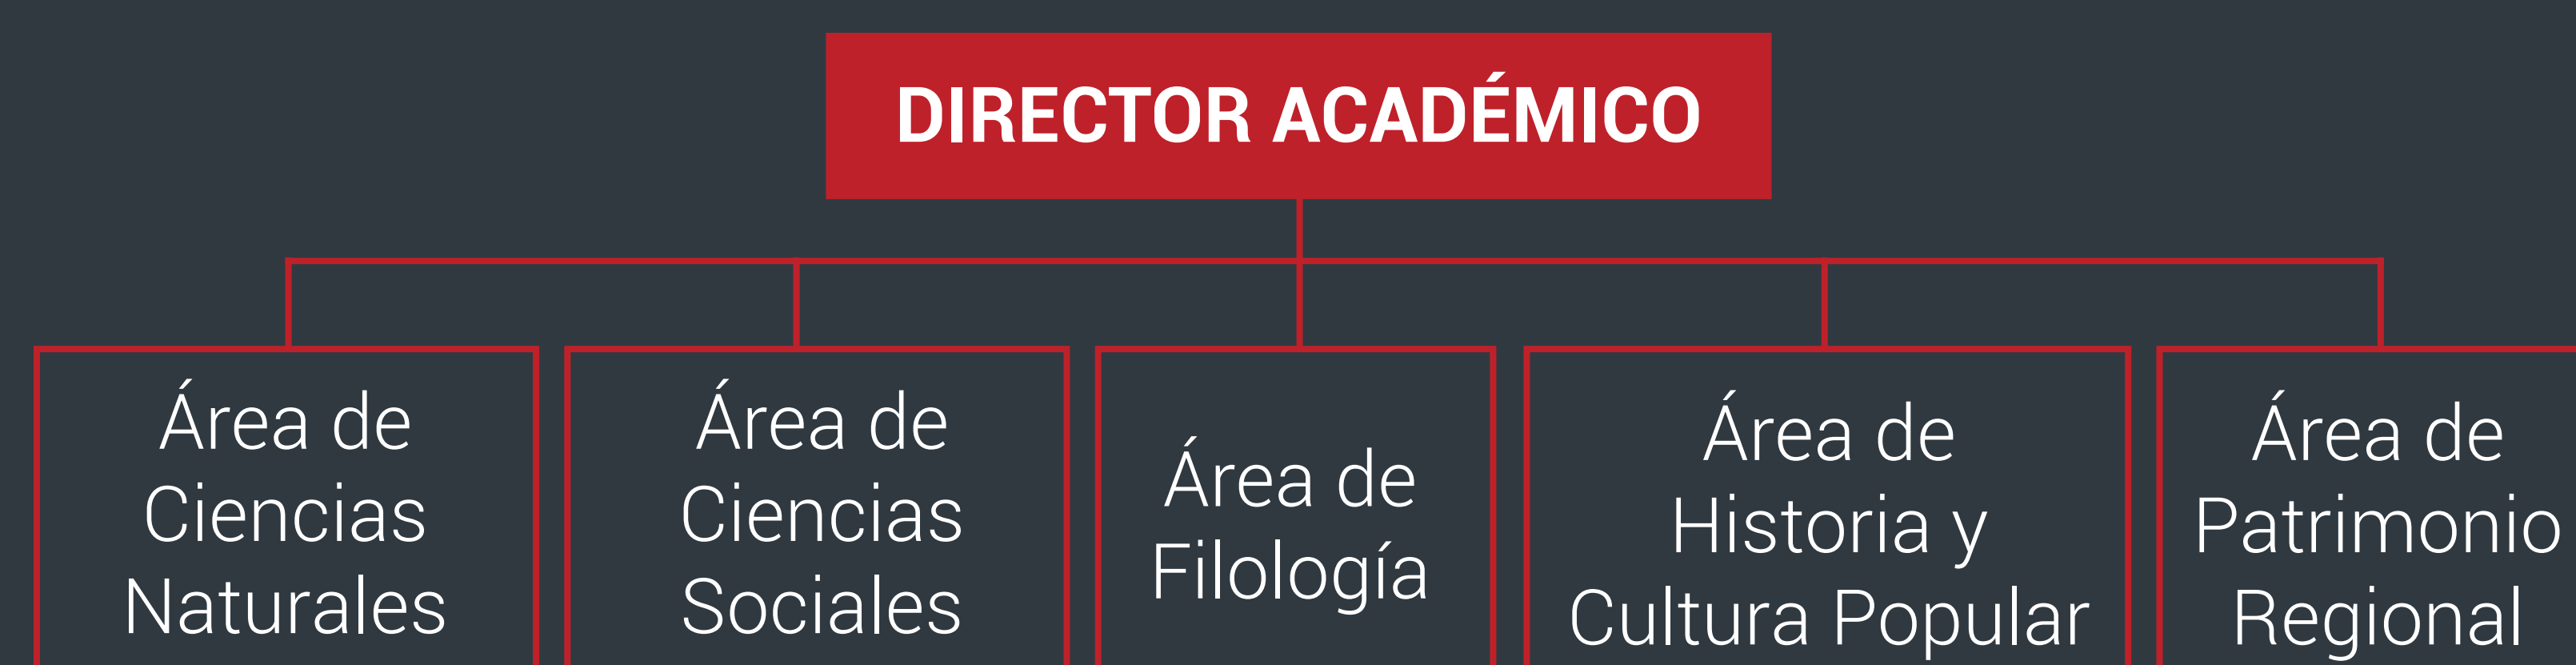 DIRECTOR ACADÉMICO
Área de
Ciencias
Naturales
Área de
Ciencias
Sociales
Área de
Filología
Área de
Historia y
Cultura Popular
Área de
Patrimonio
Regional